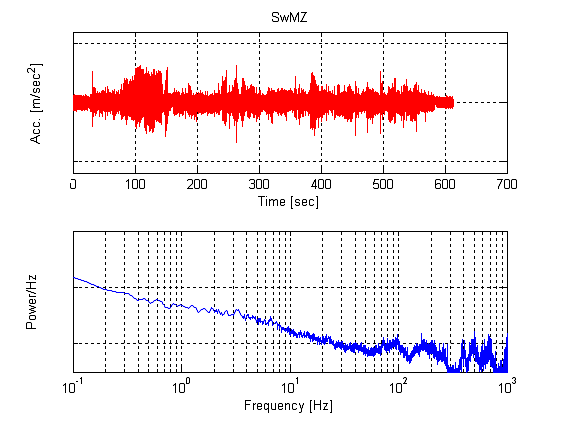 SwMZ
Acc. [m/sec²]
0 100 200 300 400 500 600 700
Time [sec]
Power/Hz
10⁻¹ 10⁰ 10¹ 10² 10³
Frequency [Hz]